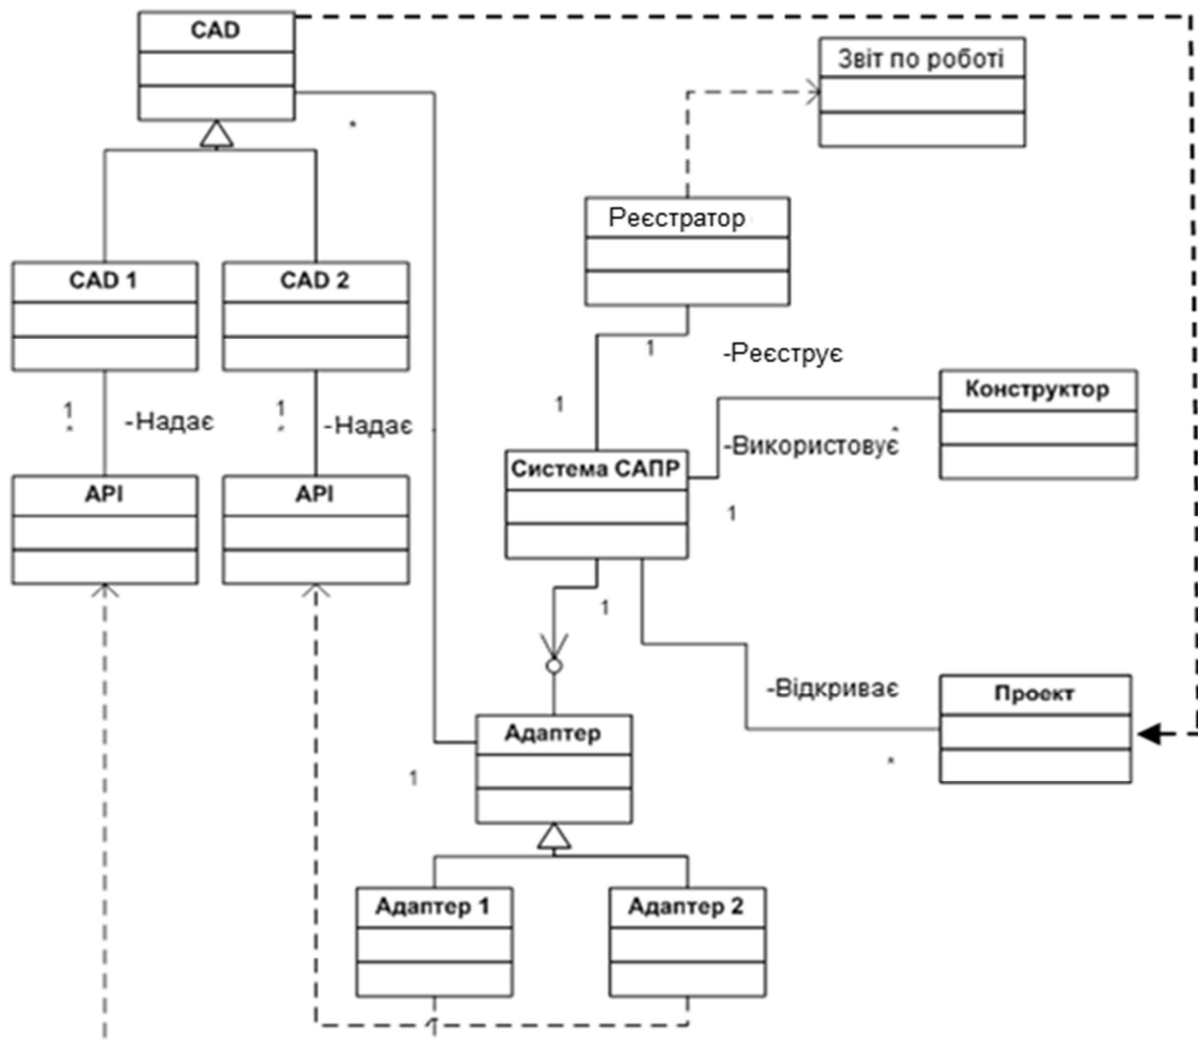 CAD
Звіт по роботі
*
Реєстратор
CAD 1
CAD 2
1
-Реєструє
Конструктор
1
*
-Надає
1
*
-Надає
1
*
-Використовує
API
API
Система САПР
1
1
-Відкриває
Проект
Адаптер
*
1
Адаптер 1
Адаптер 2